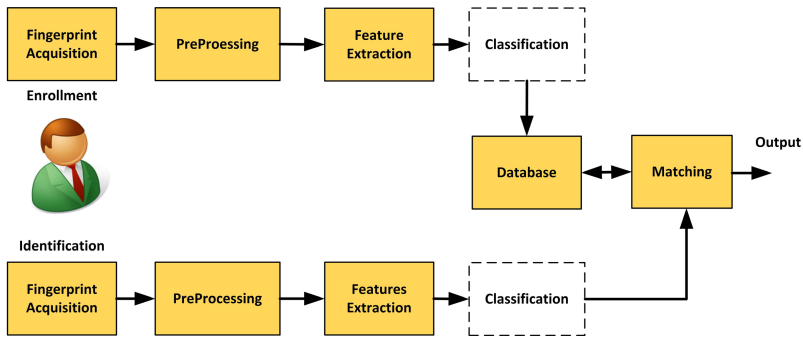 Fingerprint
Acquisition
PreProessing
Feature
Extraction
Classification
Enrollment
Database
Matching
Output
Identification
Fingerprint
Acquisition
PreProcessing
Features
Extraction
Classification